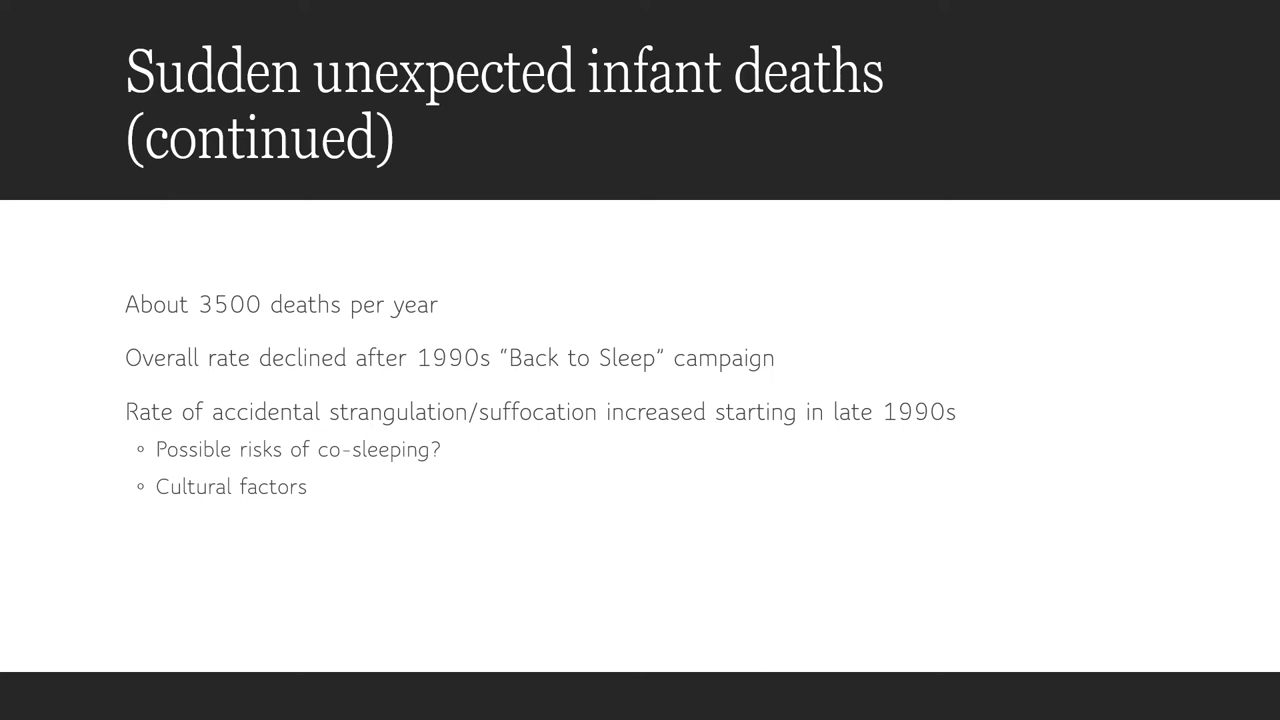 Sudden unexpected infant deaths
(continued)
About 3500 deaths per year
Overall rate declined after 1990s “Back to Sleep” campaign
Rate of accidental strangulation/suffocation increased starting in late 1990s
◦ Possible risks of co-sleeping?
◦ Cultural factors